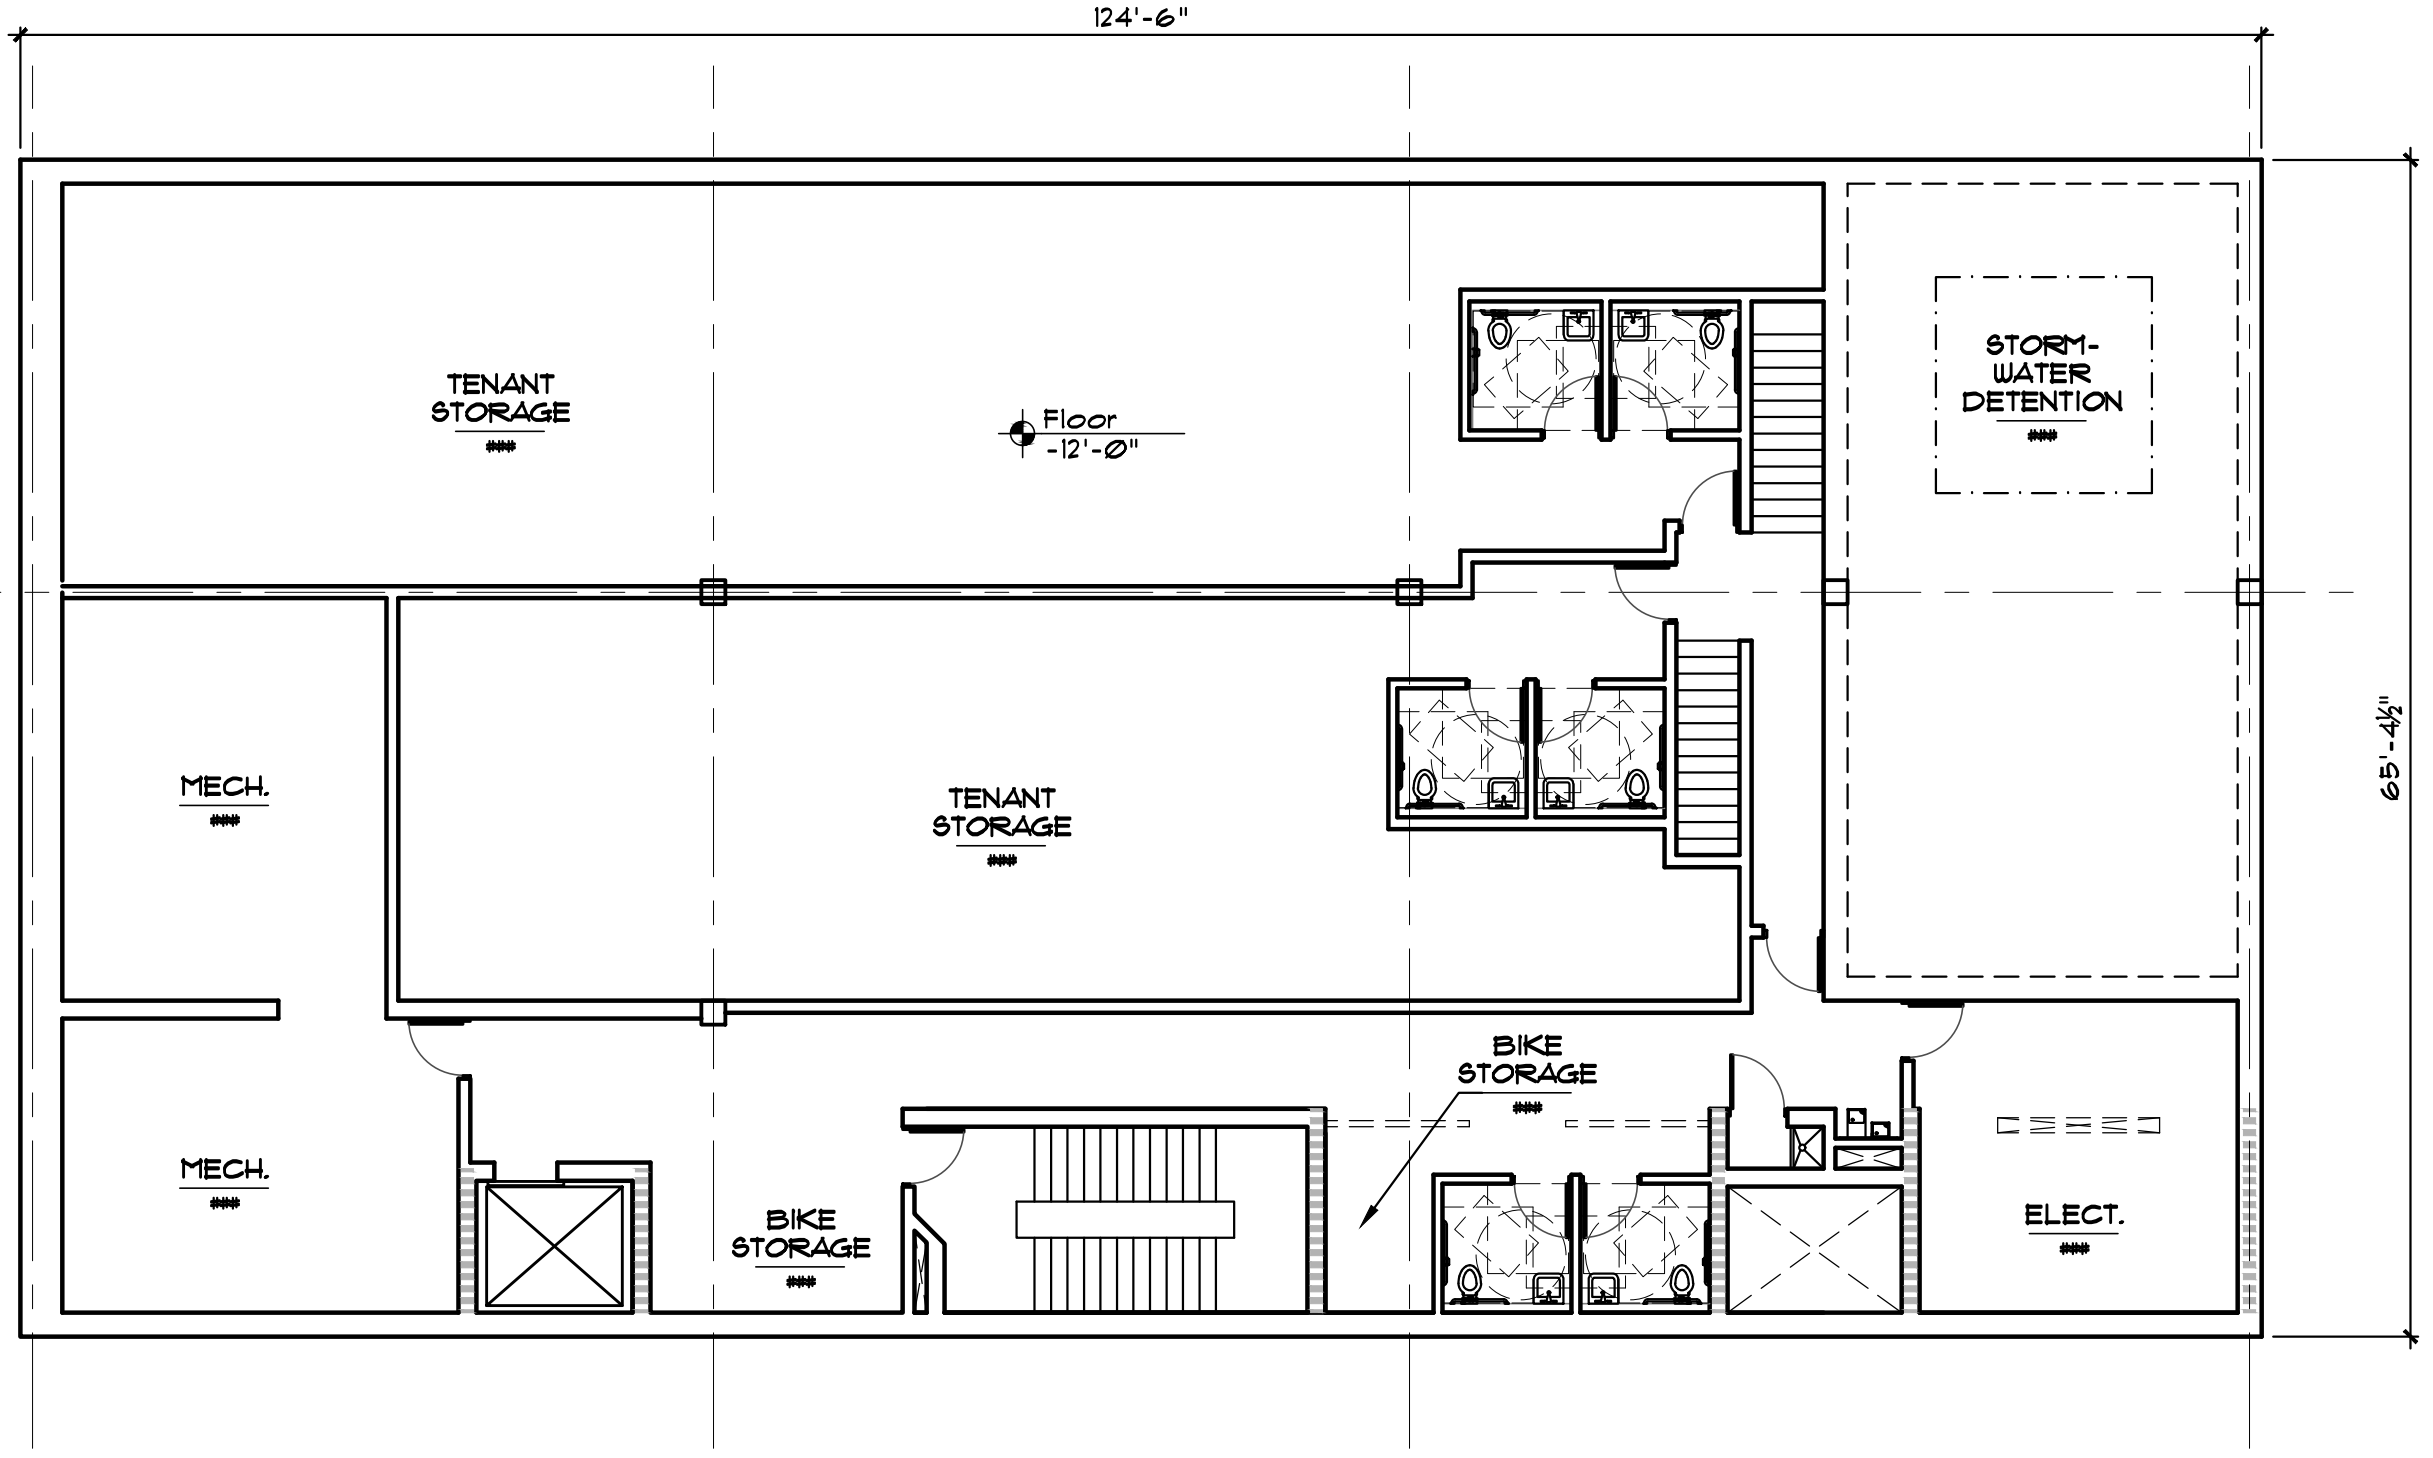 124'-6"
TENANT
STORAGE
###
Floor
-12'-0"
STORM-
WATER
DETENTION
###
65'-4½"
MECH.
###
TENANT
STORAGE
###
BIKE
STORAGE
###
MECH.
###
BIKE
STORAGE
###
ELECT.
###